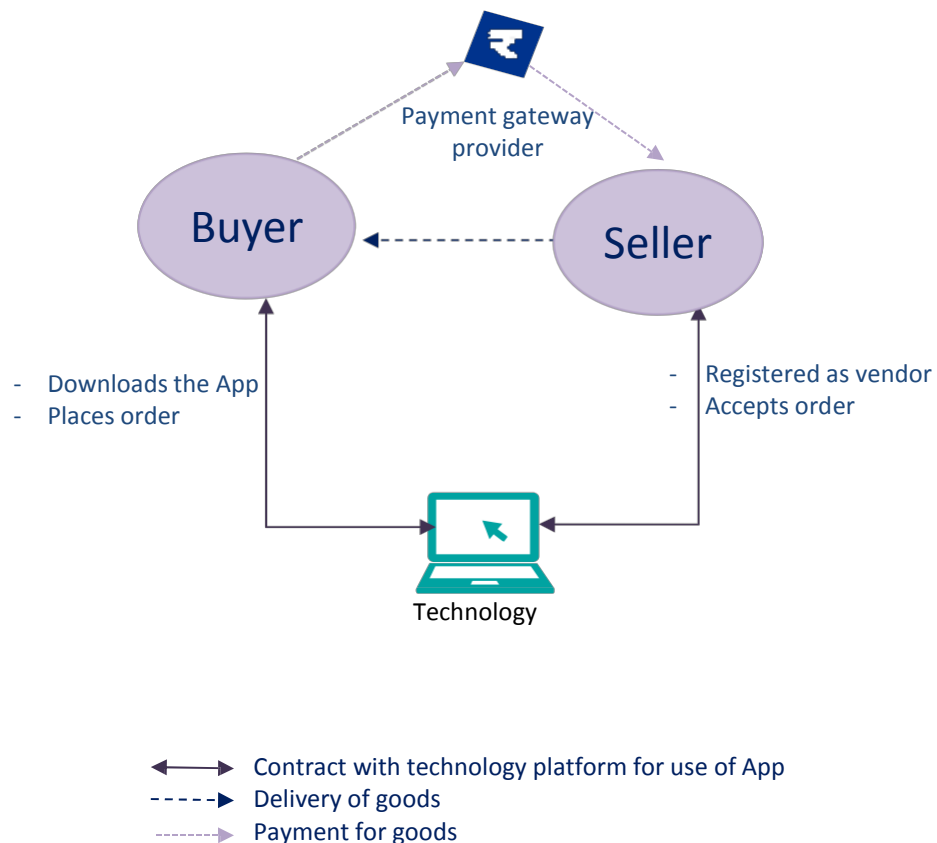 ₹
Payment gateway
provider
Buyer
Seller
- Downloads the App
- Places order
- Registered as vendor
- Accepts order
Technology
Contract with technology platform for use of App
Delivery of goods
Payment for goods